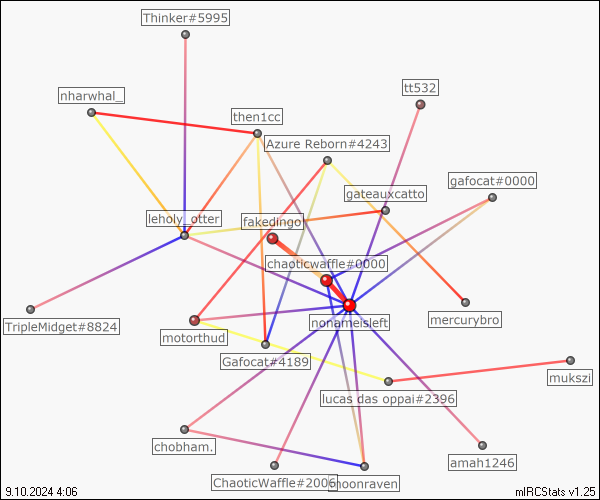 Thinker#5995
tt532
nharwhal_
then1cc
Azure Reborn#4243
gafocat#0000
gateauxcatto
leholy_otter
fakedingo
chaoticwaffle#0000
nonameisleft
mercurybro
TripleMidget#8824
motorthud
Gafocat#4189
mukszi
lucas das oppai#2396
chobham.
amah1246
ChaoticWaffle#2006
hoonraven
9.10.2024 4:06
mIRCStats v1.25